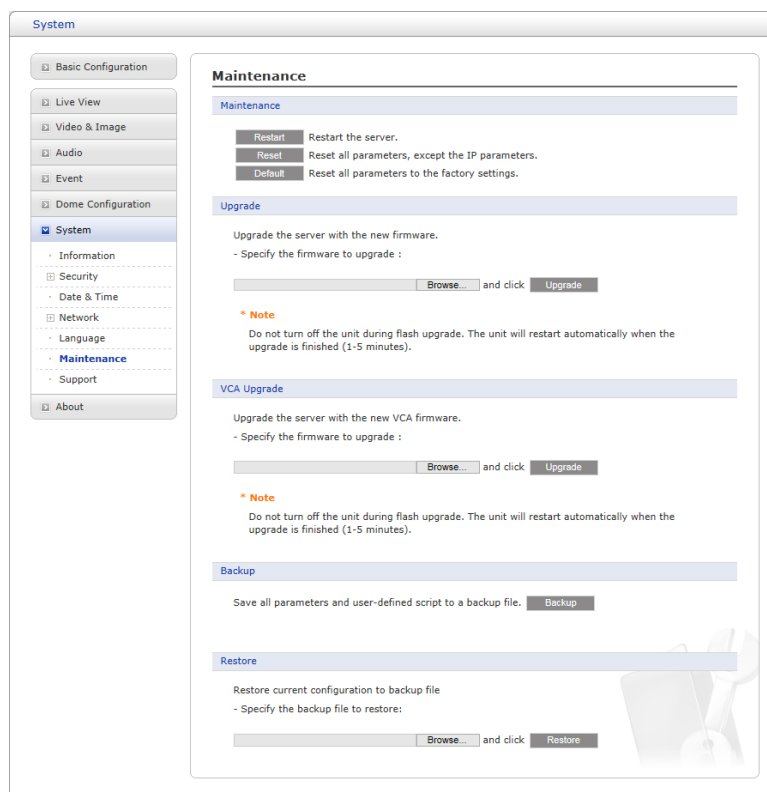 System
Basic Configuration
Live View
Video & Image
Audio
Event
Dome Configuration
System
Information
Security
Date & Time
Network
Language
Maintenance
Support
About
Maintenance
Maintenance
Restart Restart the server.
Reset Reset all parameters, except the IP parameters.
Default Reset all parameters to the factory settings.
Upgrade
Upgrade the server with the new firmware.
- Specify the firmware to upgrade :
Browse... and click Upgrade
* Note
Do not turn off the unit during flash upgrade. The unit will restart automatically when the
upgrade is finished (1-5 minutes).
VCA Upgrade
Upgrade the server with the new VCA firmware.
- Specify the firmware to upgrade :
Browse... and click Upgrade
* Note
Do not turn off the unit during flash upgrade. The unit will restart automatically when the
upgrade is finished (1-5 minutes).
Backup
Save all parameters and user-defined script to a backup file. Backup
Restore
Restore current configuration to backup file
- Specify the backup file to restore:
Browse... and click Restore